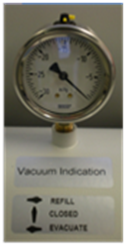 Vacuum Indication
REFILL
CLOSED
EVACUATE